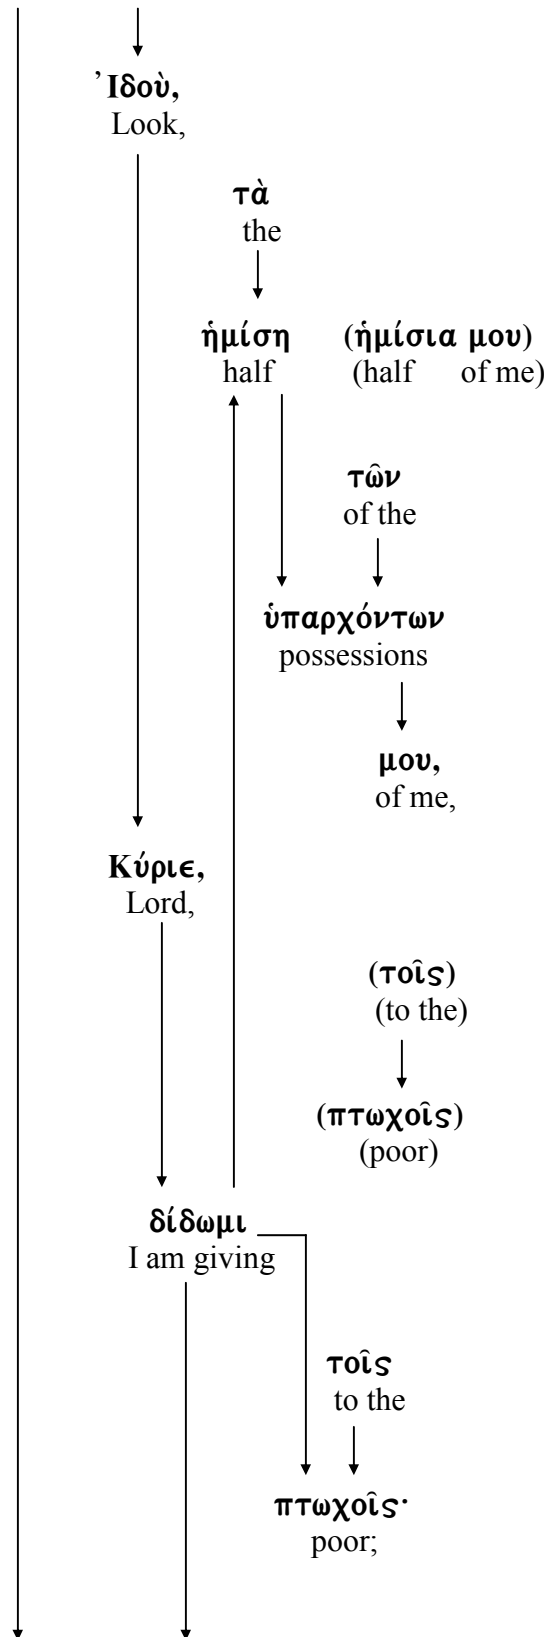 Ἰδοὺ,
Look,
τὰ
the
ἡμίση (ἡμίσια μου)
half (half of me)
τῶν
of the
ὑπαρχόντων
possessions
μου,
of me,
Κύριε,
Lord,
(τοῖς)
(to the)
(πτωχοῖς)
(poor)
δίδωμι
I am giving
τοῖς
to the
πτωχοῖς·
poor;